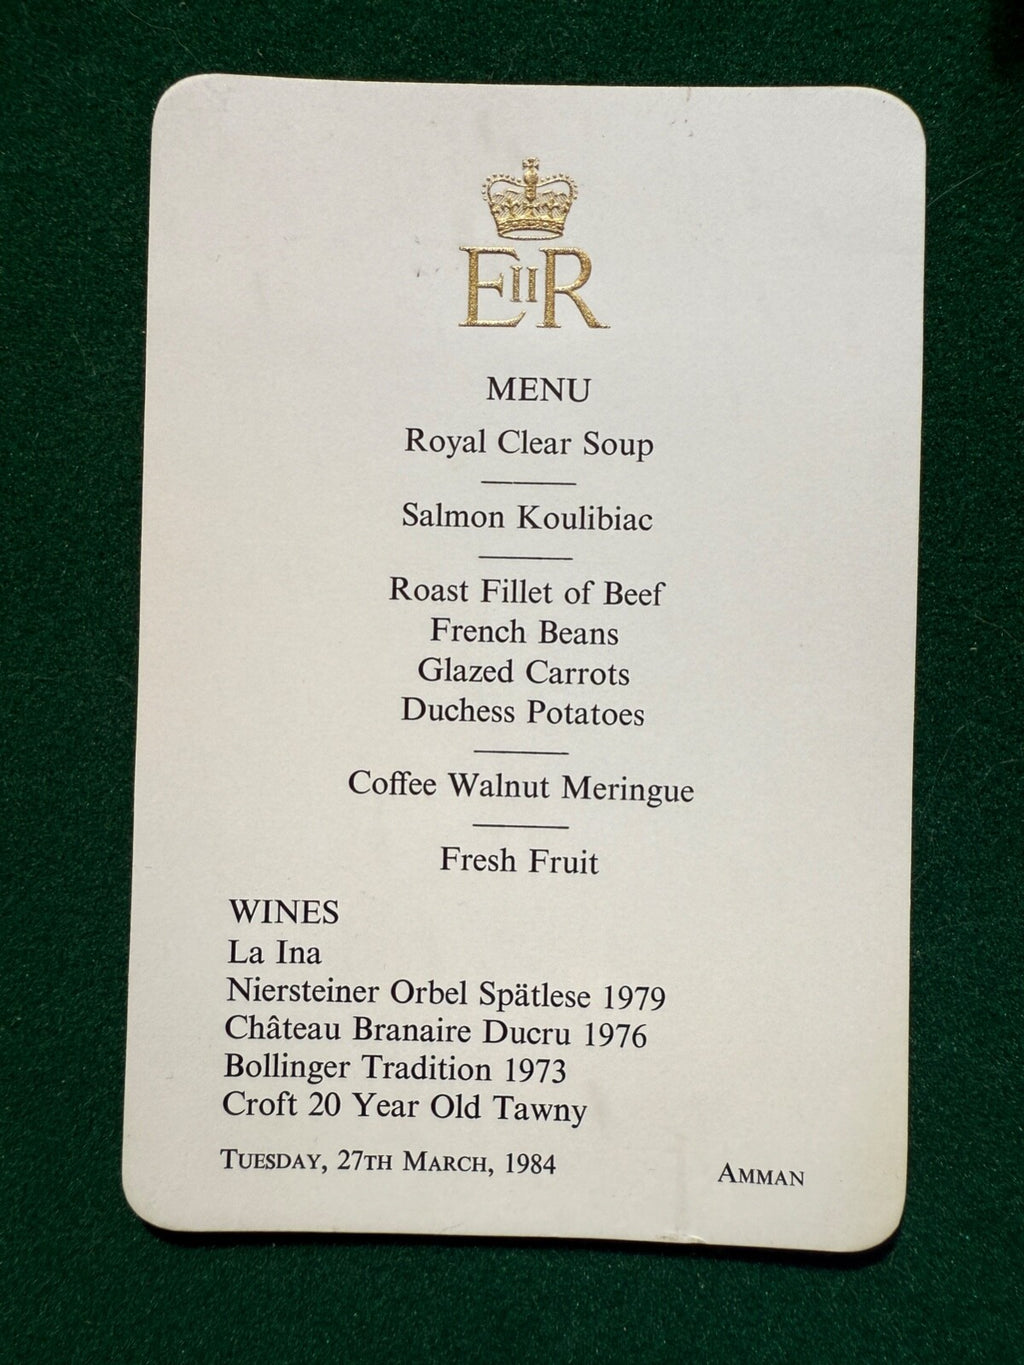 EIIR
MENU
Royal Clear Soup
Salmon Koulibiac
Roast Fillet of Beef
French Beans
Glazed Carrots
Duchess Potatoes
Coffee Walnut Meringue
Fresh Fruit
WINES
La Ina
Niersteiner Orbel Spätlese 1979
Château Branaire Ducru 1976
Bollinger Tradition 1973
Croft 20 Year Old Tawny
TUESDAY, 27TH MARCH, 1984 AMMAN